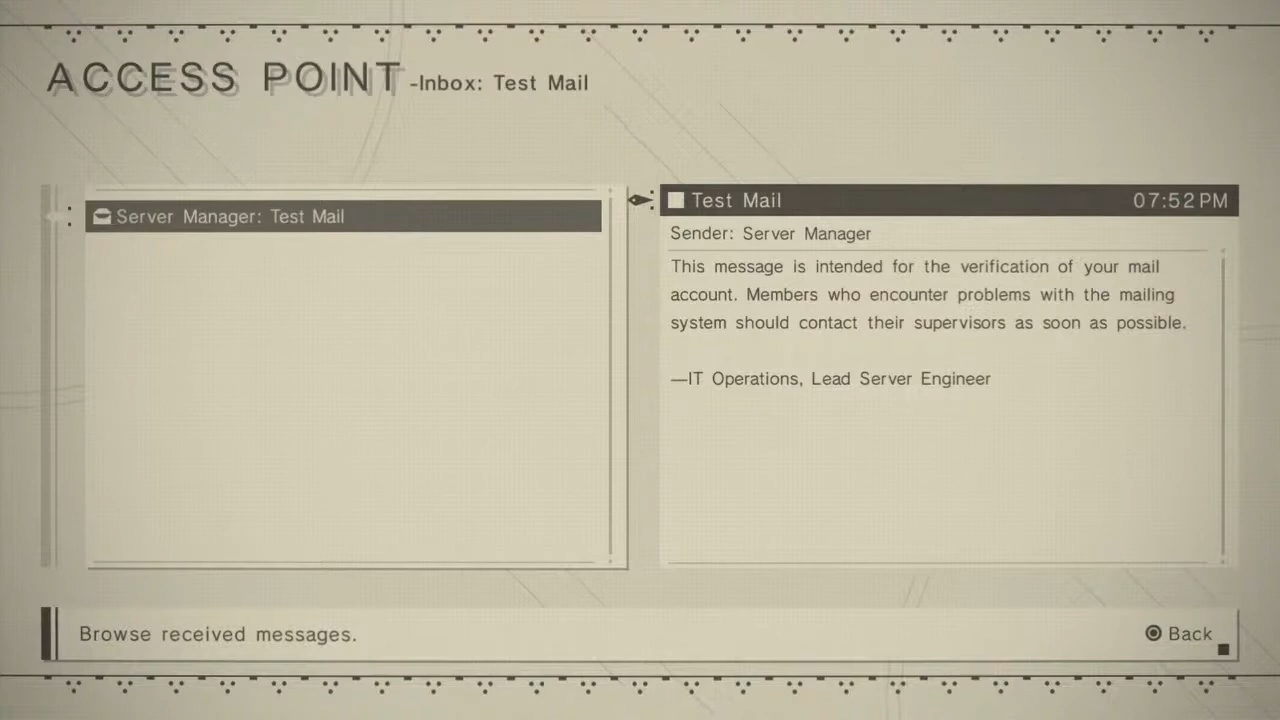 ACCESS POINT -Inbox: Test Mail
Server Manager: Test Mail
Test Mail 07:52 PM
Sender: Server Manager
This message is intended for the verification of your mail
account. Members who encounter problems with the mailing
system should contact their supervisors as soon as possible.
—IT Operations, Lead Server Engineer
Browse received messages.
Back